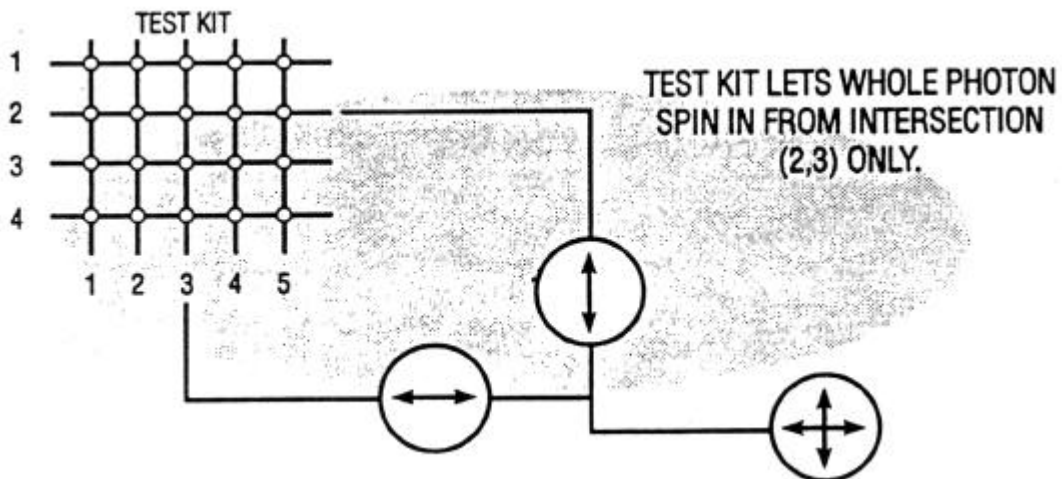 TEST KIT
1
2
3
4
1 2 3 4 5
TEST KIT LETS WHOLE PHOTON
SPIN IN FROM INTERSECTION
(2,3) ONLY.